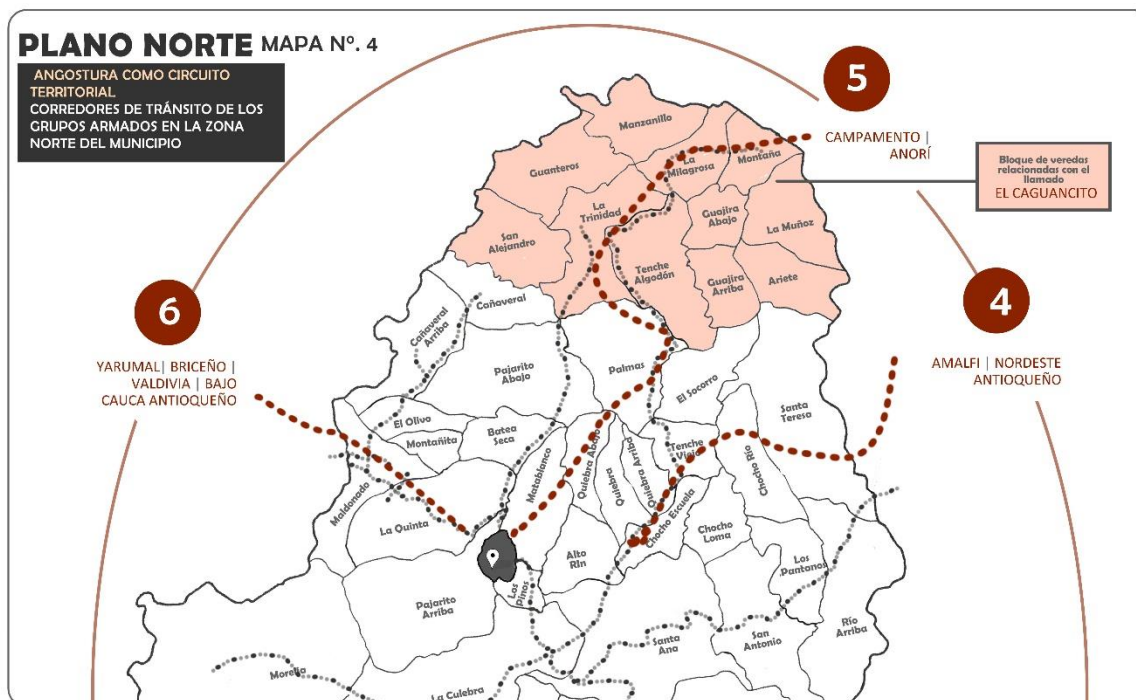 PLANO NORTE MAPA Nº. 4
ANGOSTURA COMO CIRCUITO
TERRITORIAL
CORREDORES DE TRÁNSITO DE LOS
GRUPOS ARMADOS EN LA ZONA
NORTE DEL MUNICIPIO
5
CAMPAMENTO |
ANORÍ
Bloque de veredas
relacionadas con el
llamado
EL CAGUANCITO
4
AMALFI | NORDESTE
ANTIOQUEÑO
6
YARUMAL| BRICEÑO |
VALDIVIA | BAJO
CAUCA ANTIOQUEÑO
Manzanillo
Guanteros
La
Milagrosa
Montaña
La
Trinidad
Guajira
Abajo
La Muñoz
San
Alejandro
Tenche
Algodón
Guajira
Arriba
Ariete
Cañaveral
Cañaveral
Arriba
Pajarito
Abajo
Palmas
El Socorro
Santa
Teresa
El Olivo
Montañita
Batea
Seca
Matablanco
Quiebra Abajo
Quiebra
Quiebra Arriba
Tenche
Viejo
Chocho Río
Maldonado
La Quinta
Alto
RIn
Chocho Escuela
Chocho
Loma
Los
Pantanos
Las
Pinos
Pajarito
Arriba
Santa
Ana
San
Antonio
Río
Arriba
Morelia
La Culebra